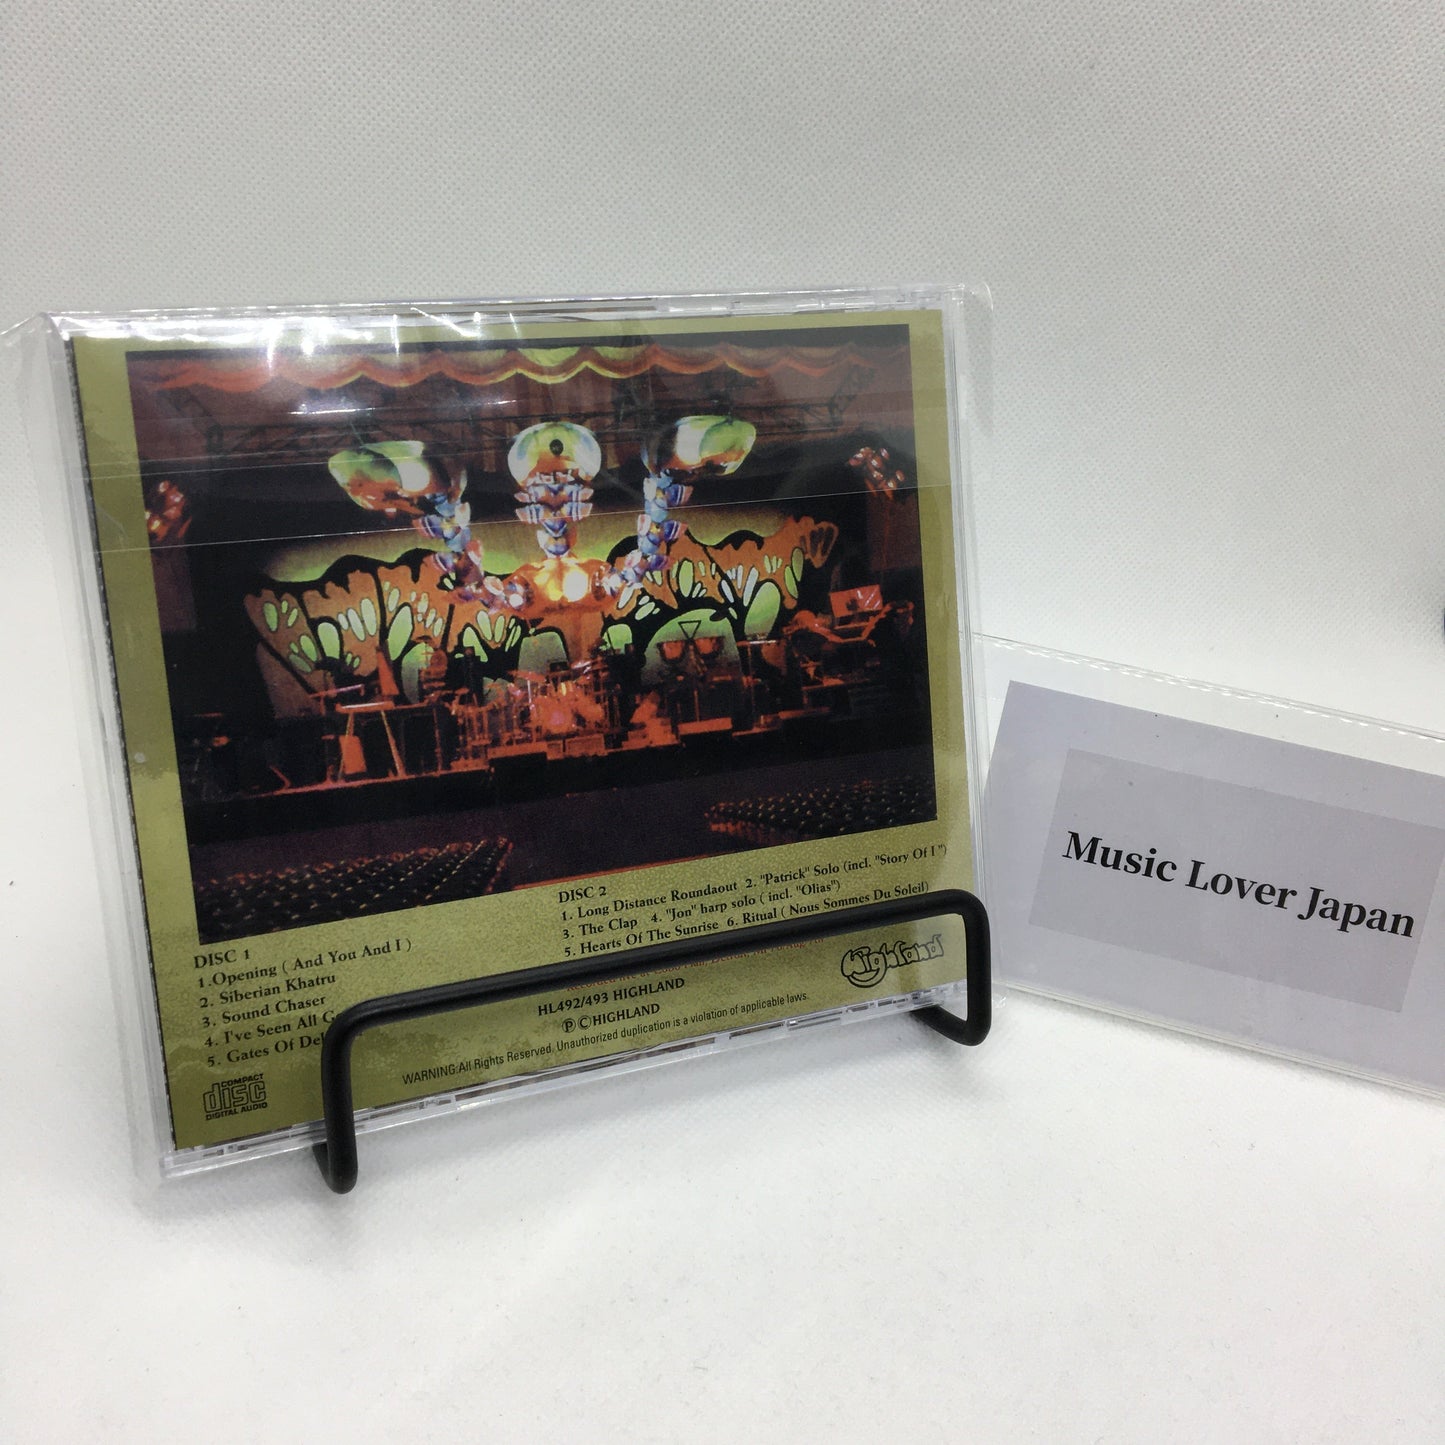 DISC 1
1.Opening ( And You And I )
2. Siberian Khatru
3. Sound Chaser
4. I've Seen All
5. Gates Of
DISC 2
1. Long Distance Roundaout 2. "Patrick" Solo (incl. "Story Of I ")
3. The Clap 4. "Jon" harp solo ( incl. "Olias")
5. Hearts Of The Sunrise 6. Ritual ( Nous Sommes Du Soleil)
highland
HL492/493 HIGHLAND
ⓅⒸHIGHLAND
WARNING:All Rights Reserved. Unauthorized duplication is a violation of applicable laws.
COMPACT
disc
DIGITAL AUDIO
Music Lover Japan